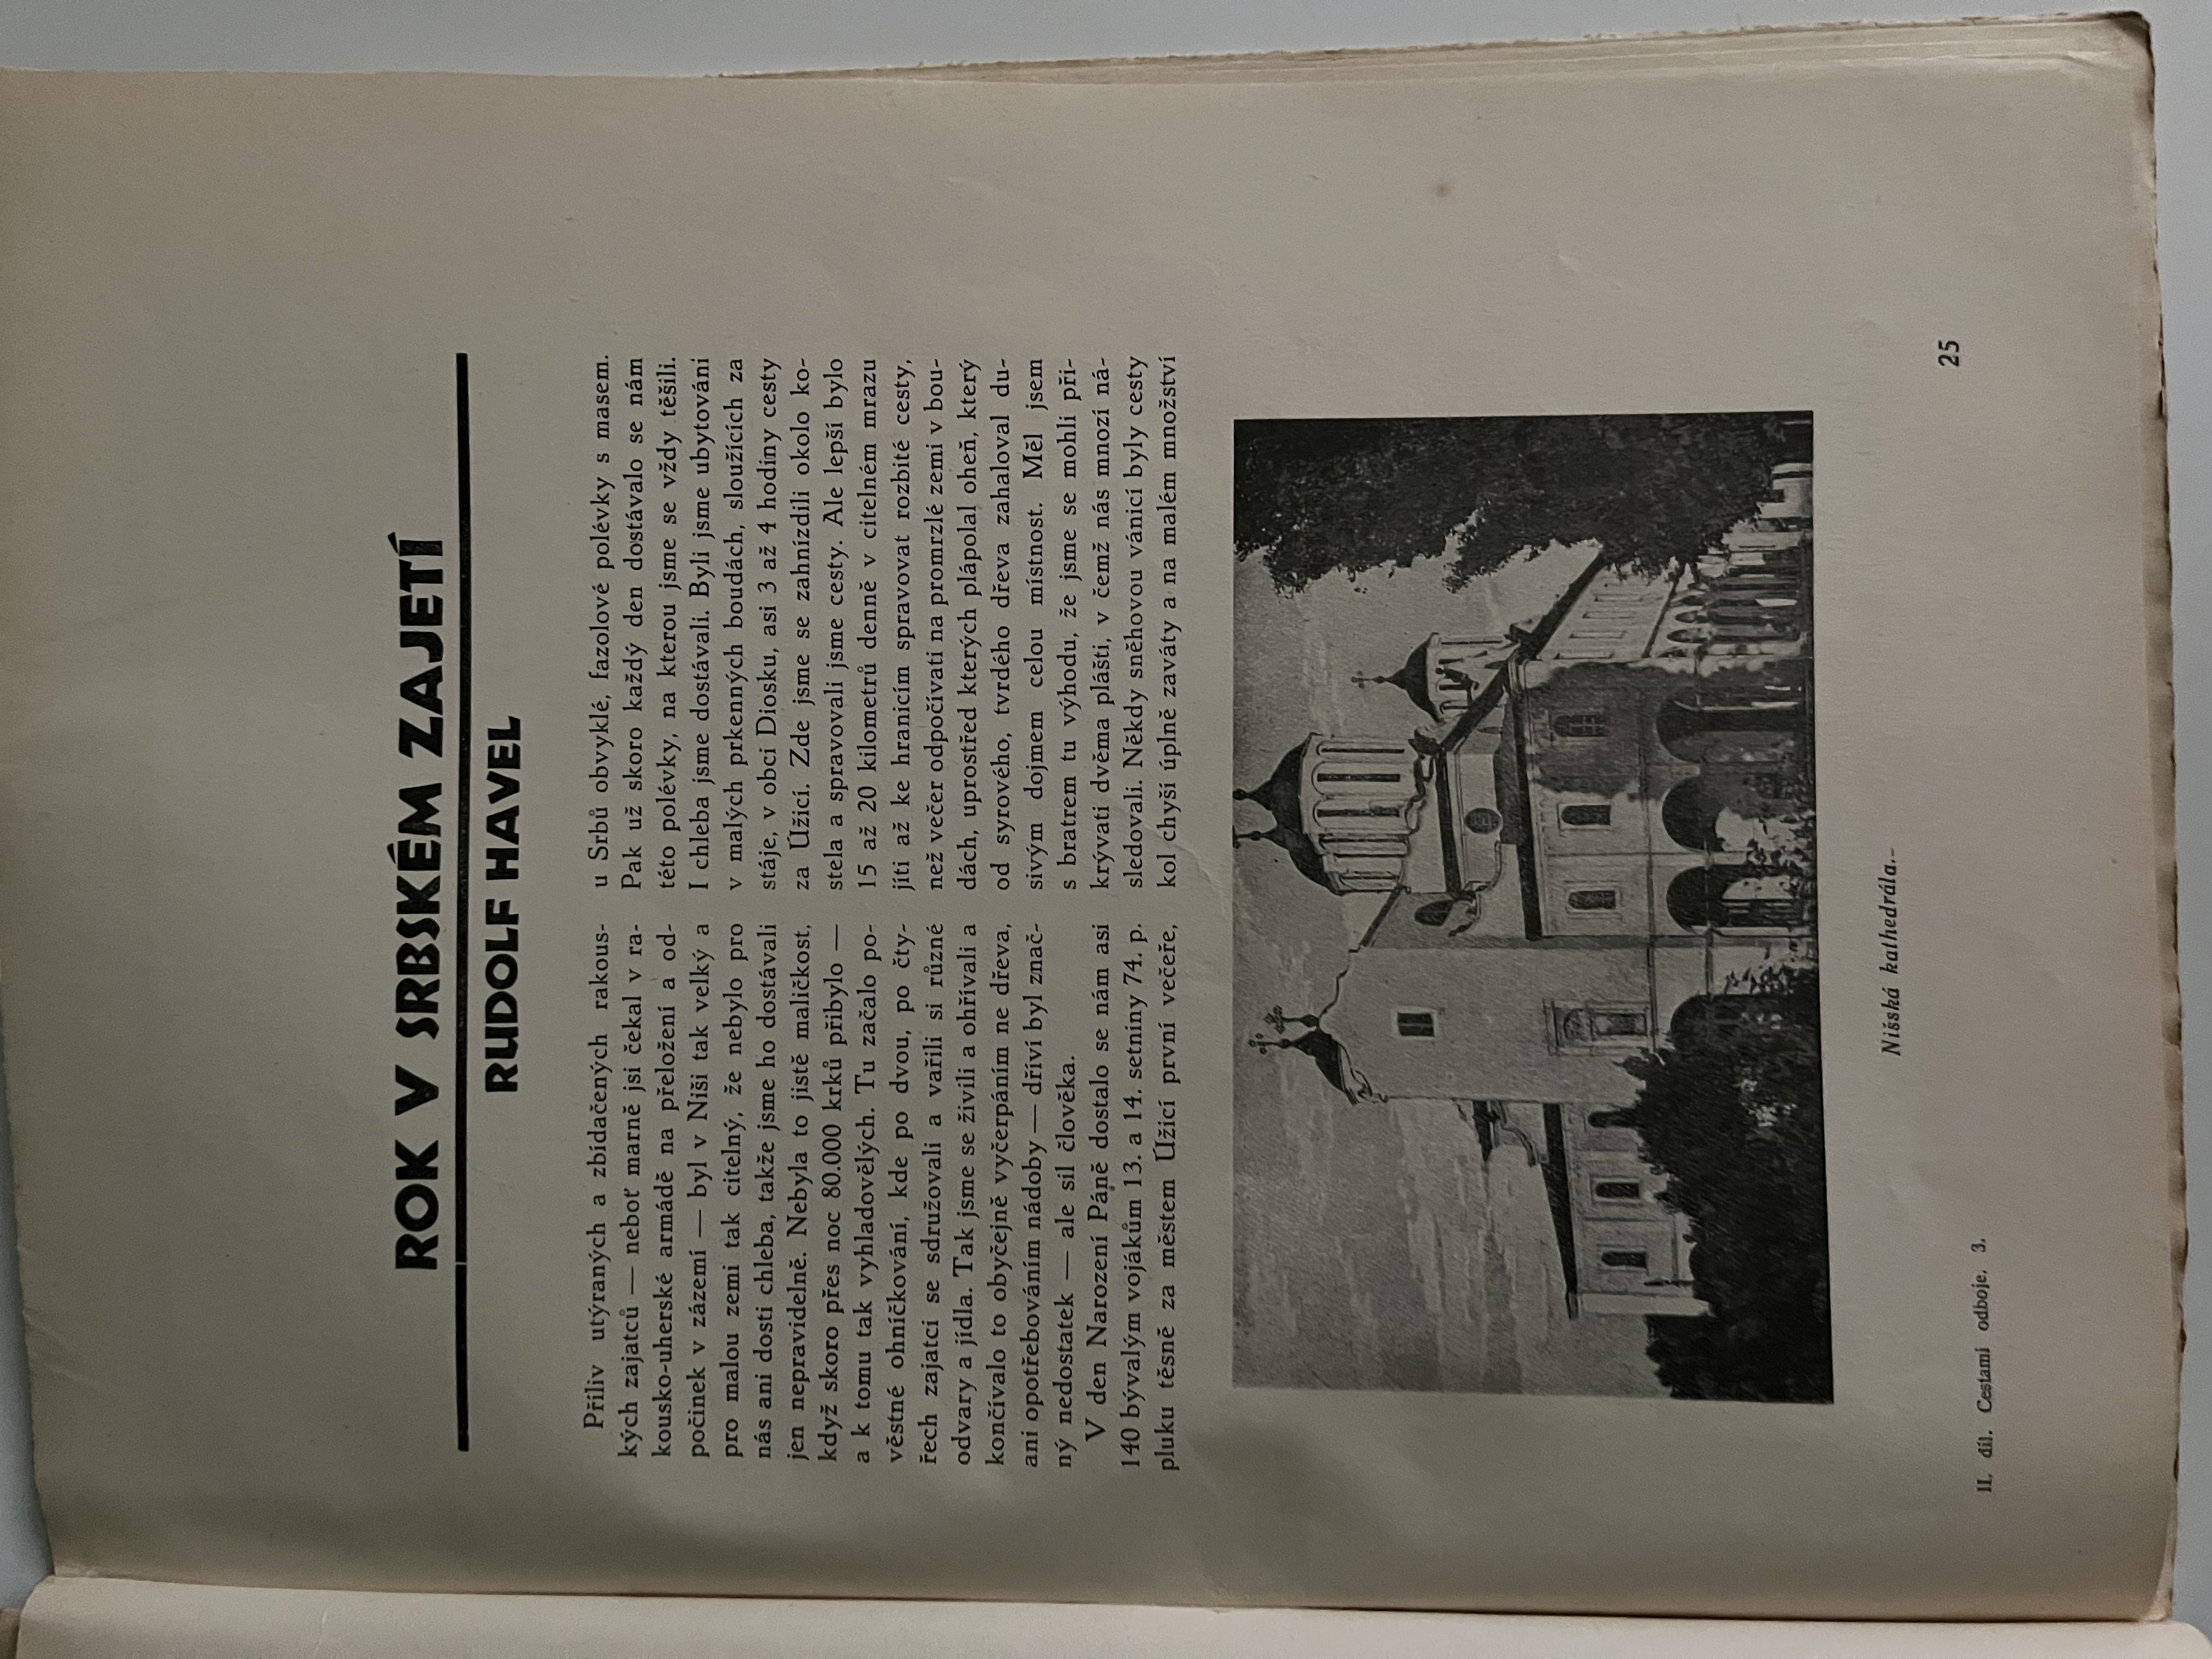 ROK V SRBSKÉM ZAJETÍ
RUDOLF HAVEL
Příliv utýraných a zbídačených rakous-
kých zajatců — neboť marně jsi čekal v ra-
kousko-uherské armádě na přeložení a od-
počinek v zázemí — byl v Niši tak velký a
pro malou zemi tak citelný, že nebylo pro
nás ani dosti chleba, takže jsme ho dostávali
jen nepravidelně. Nebyla to jistě maličkost,
když skoro přes noc 80.000 krků přibylo —
a k tomu tak vyhladovělých. Tu začalo po-
věstné ohníčkování, kde po dvou, po čty-
řech zajatci se sdružovali a vařili si různé
odvary a jídla. Tak jsme se živili a ohřívali a
končívalo to obyčejně vyčerpáním ne dřeva,
ani opotřebováním nádoby — dříví byl znač-
ný nedostatek — ale sil člověka.
V den Narození Páně dostalo se nám asi
140 bývalým vojákům 13. a 14. setniny 74. p.
pluku těsně za městem Užicí první večeře,
u Srbů obvyklé, fazolové polévky s masem.
Pak už skoro každý den dostávalo se nám
této polévky, na kterou jsme se vždy těšili.
I chleba jsme dostávali. Byli jsme ubytováni
v malých prkenných boudách, sloužících za
stáje, v obci Diosku, asi 3 až 4 hodiny cesty
za Užicí. Zde jsme se zahnízdili okolo ko-
stela a spravovali jsme cesty. Ale lepší bylo
15 až 20 kilometrů denně v citelném mrazu
jíti až ke hranicím spravovat rozbité cesty,
než večer odpočívati na promrzlé zemi v bou-
dách, uprostřed kterých plápolal oheň, který
od syrového, tvrdého dřeva zahaloval du-
sivým dojmem celou místnost. Měl jsem
s bratrem tu výhodu, že jsme se mohli při-
krývati dvěma plášti, v čemž nás mnozí ná-
sledovali. Někdy sněhovou vánicí byly cesty
kol chyší úplně zaváty a na malém množství
Nišská kathedrála.
II. díl. Cestami odboje. 3.
25